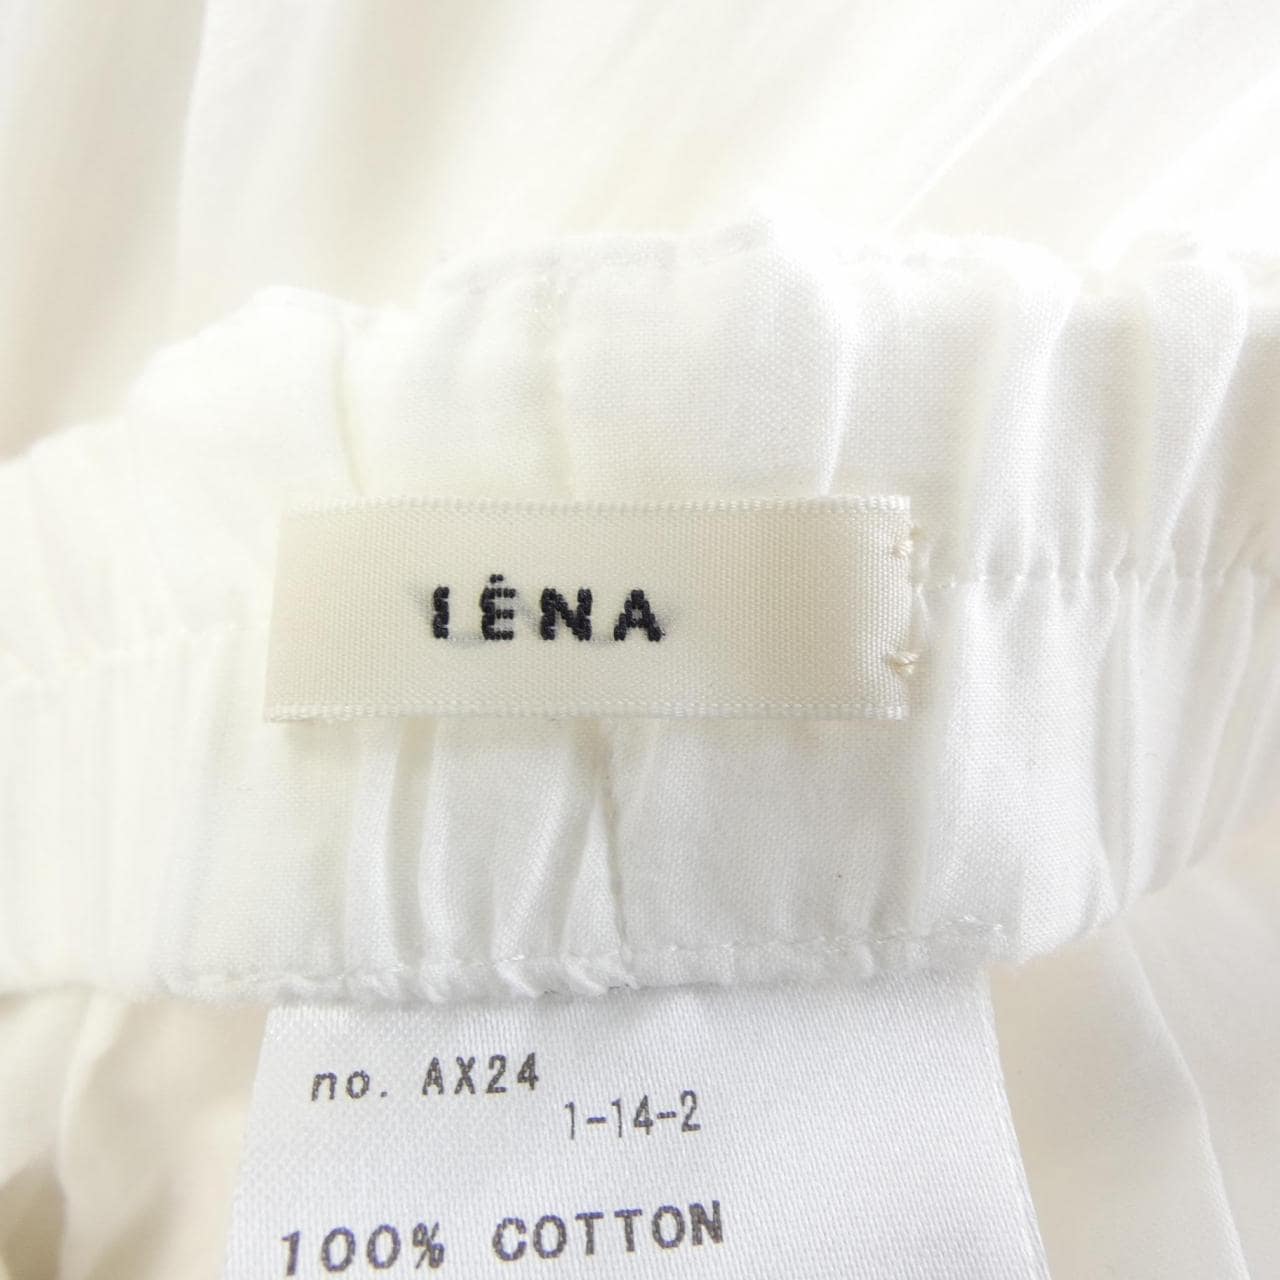 IÉNA
no. AX24
1-14-2
100% COTTON